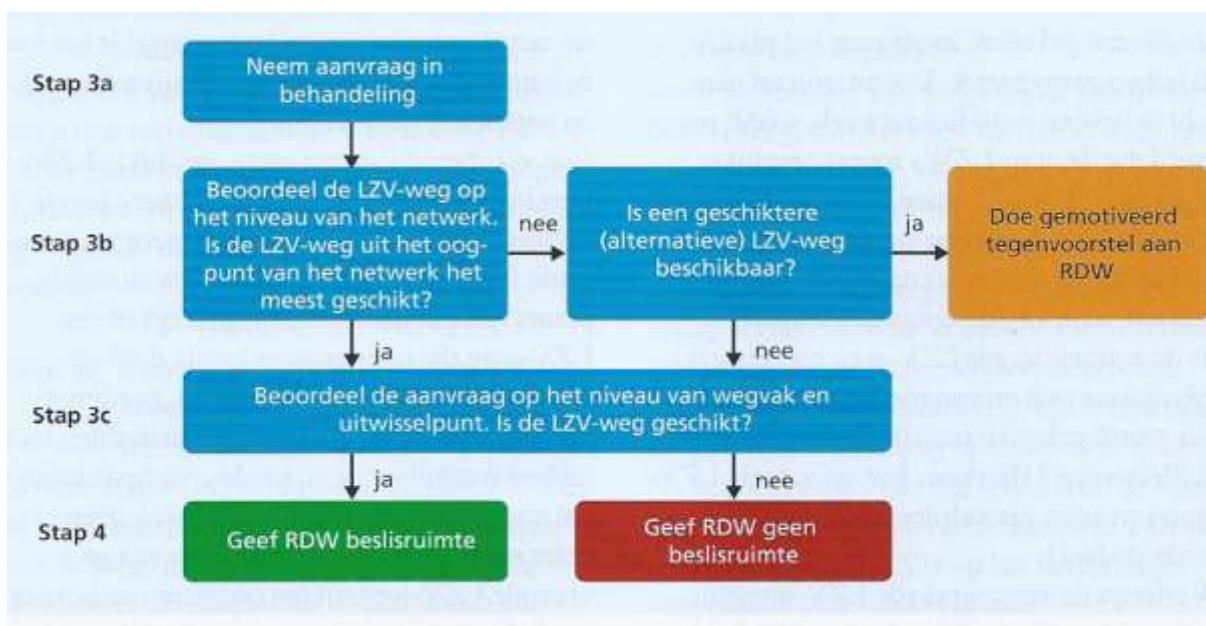 Stap 3a
Neem aanvraag in
behandeling
Stap 3b
Beoordeel de LZV-weg op
het niveau van het netwerk.
Is de LZV-weg uit het oog-
punt van het netwerk het
meest geschikt?
nee
Is een geschiktere
(alternatieve) LZV-weg
beschikbaar?
ja
Doe gemotiveerd
tegenvoorstel aan
RDW
ja
nee
Stap 3c
Beoordeel de aanvraag op het niveau van wegvak en
uitwisselpunt. Is de LZV-weg geschikt?
ja
nee
Stap 4
Geef RDW beslisruimte
Geef RDW geen
beslisruimte